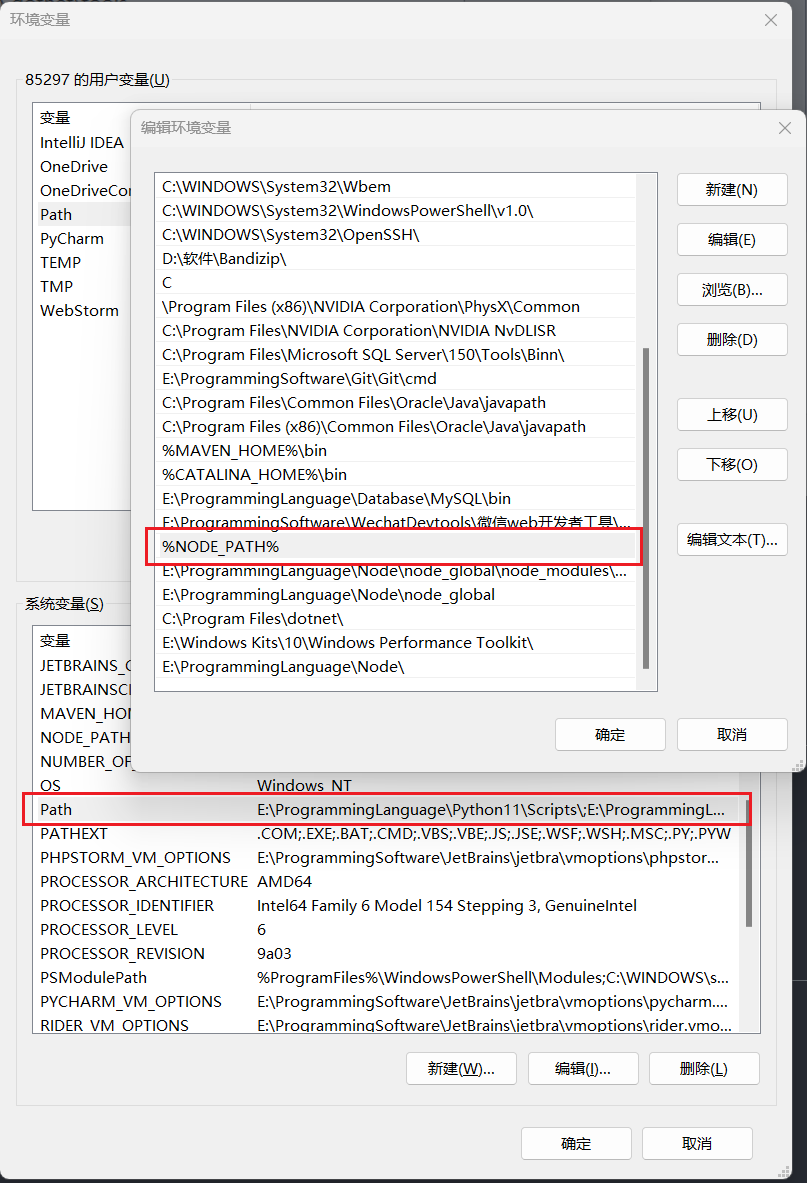 环境变量
85297 的用户变量(U)
变量
IntelliJ IDEA
OneDrive
OneDriveCor
Path
PyCharm
TEMP
TMP
WebStorm
编辑环境变量
C:\WINDOWS\System32\Wbem
C:\WINDOWS\System32\WindowsPowerShell\v1.0\
C:\WINDOWS\System32\OpenSSH\
D:\软件\Bandizip\
C
\Program Files (x86)\NVIDIA Corporation\PhysX\Common
C:\Program Files\NVIDIA Corporation\NVIDIA NvDLISR
C:\Program Files\Microsoft SQL Server\150\Tools\Binn\
E:\ProgrammingSoftware\Git\Git\cmd
C:\Program Files\Common Files\Oracle\Java\javapath
C:\Program Files (x86)\Common Files\Oracle\Java\javapath
%MAVEN_HOME%\bin
%CATALINA_HOME%\bin
E:\ProgrammingLanguage\Database\MySQL\bin
E:\ProgrammingSoftware\WechatDevtools\微信web开发者工具\...
%NODE_PATH%
E:\ProgrammingLanguage\Node\node_global\node_modules\...
E:\ProgrammingLanguage\Node\node_global
C:\Program Files\dotnet\
E:\Windows Kits\10\Windows Performance Toolkit\
E:\ProgrammingLanguage\Node\
新建(N)
编辑(E)
浏览(B)...
删除(D)
上移(U)
下移(O)
编辑文本(T)...
确定
取消
系统变量(S)
变量
JETBRAINS_C
JETBRAINSCI
MAVEN_HOM
NODE_PATH
NUMBER_OF
OS Windows_NT
Path E:\ProgrammingLanguage\Python11\Scripts\;E:\ProgrammingL...
PATHEXT .COM;.EXE;.BAT;.CMD;.VBS;.VBE;.JS;.JSE;.WSF;.WSH;.MSC;.PY;.PYW
PHPSTORM_VM_OPTIONS E:\ProgrammingSoftware\JetBrains\jetbra\vmoptions\phpstor...
PROCESSOR_ARCHITECTURE AMD64
PROCESSOR_IDENTIFIER Intel64 Family 6 Model 154 Stepping 3, GenuineIntel
PROCESSOR_LEVEL 6
PROCESSOR_REVISION 9a03
PSModulePath %ProgramFiles%\WindowsPowerShell\Modules;C:\WINDOWS\s...
PYCHARM_VM_OPTIONS E:\ProgrammingSoftware\JetBrains\jetbra\vmoptions\pycharm....
RIDER_VM_OPTIONS E:\ProgrammingSoftware\JetBrains\jetbra\vmoptions\rider.vmo...
新建(W)...
编辑(I)...
删除(L)
确定
取消